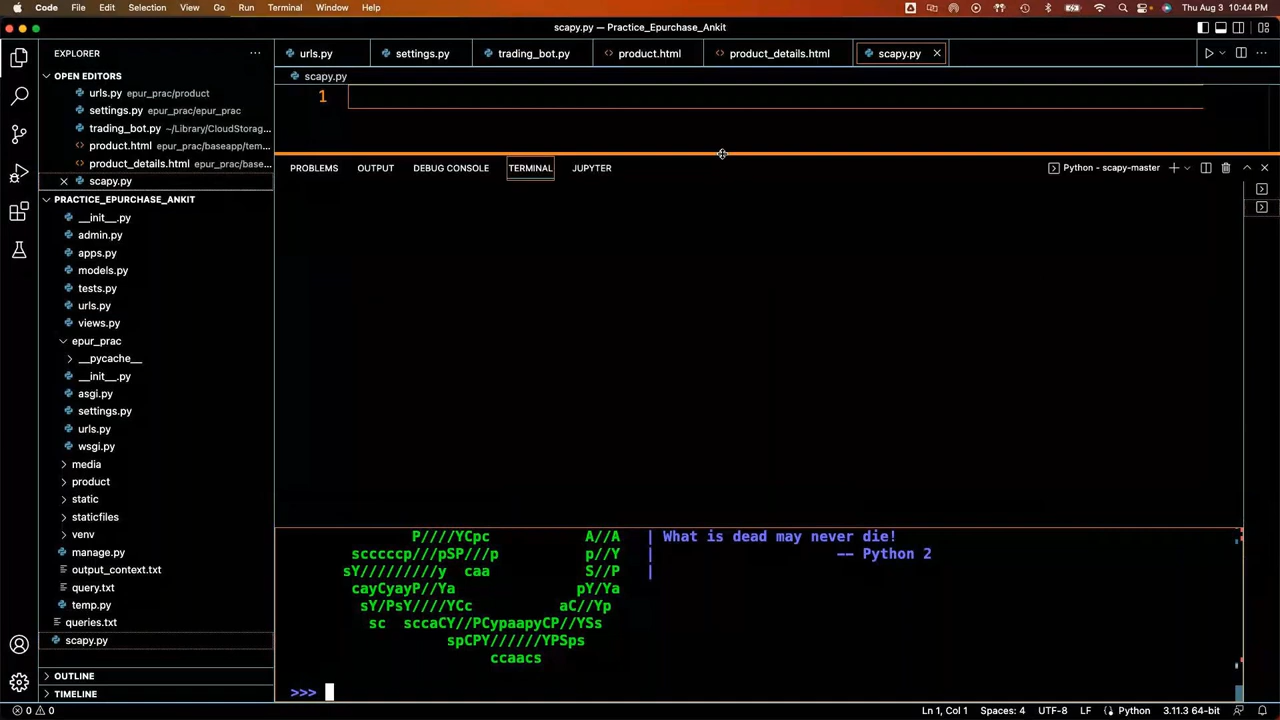 Code File Edit Selection View Go Run Terminal Window Help Thu Aug 3 10:44 PM
scapy.py — Practice_Epurchase_Ankit
EXPLORER
urls.py settings.py trading_bot.py product.html product_details.html scapy.py
OPEN EDITORS
scapy.py
urls.py epur_prac/product
1
settings.py epur_prac/epur_prac
trading_bot.py ~/Library/CloudStorag...
product.html epur_prac/baseapp/tem...
product_details.html epur_prac/base...
scapy.py
PROBLEMS OUTPUT DEBUG CONSOLE TERMINAL JUPYTER Python - scapy-master
PRACTICE_EPURCHASE_ANKIT
__init__.py
admin.py
apps.py
models.py
tests.py
urls.py
views.py
epur_prac
__pycache__
__init__.py
asgi.py
settings.py
urls.py
wsgi.py
media
product
static
staticfiles
venv
manage.py
output_context.txt
query.txt
temp.py
queries.txt
scapy.py
P////YCpc A//A | What is dead may never die!
scccccp///pSP///p p//Y | -- Python 2
sY/////////y caa S//P |
cayCyayP//Ya pY/Ya
sY/PsY////YCc aC//Yp
sc sccaCY//PCypaapyCP//YSs
spCPY//////YPSps
ccaacs
>>>
OUTLINE
TIMELINE
0 0 Ln 1, Col 1 Spaces: 4 UTF-8 LF Python 3.11.3 64-bit